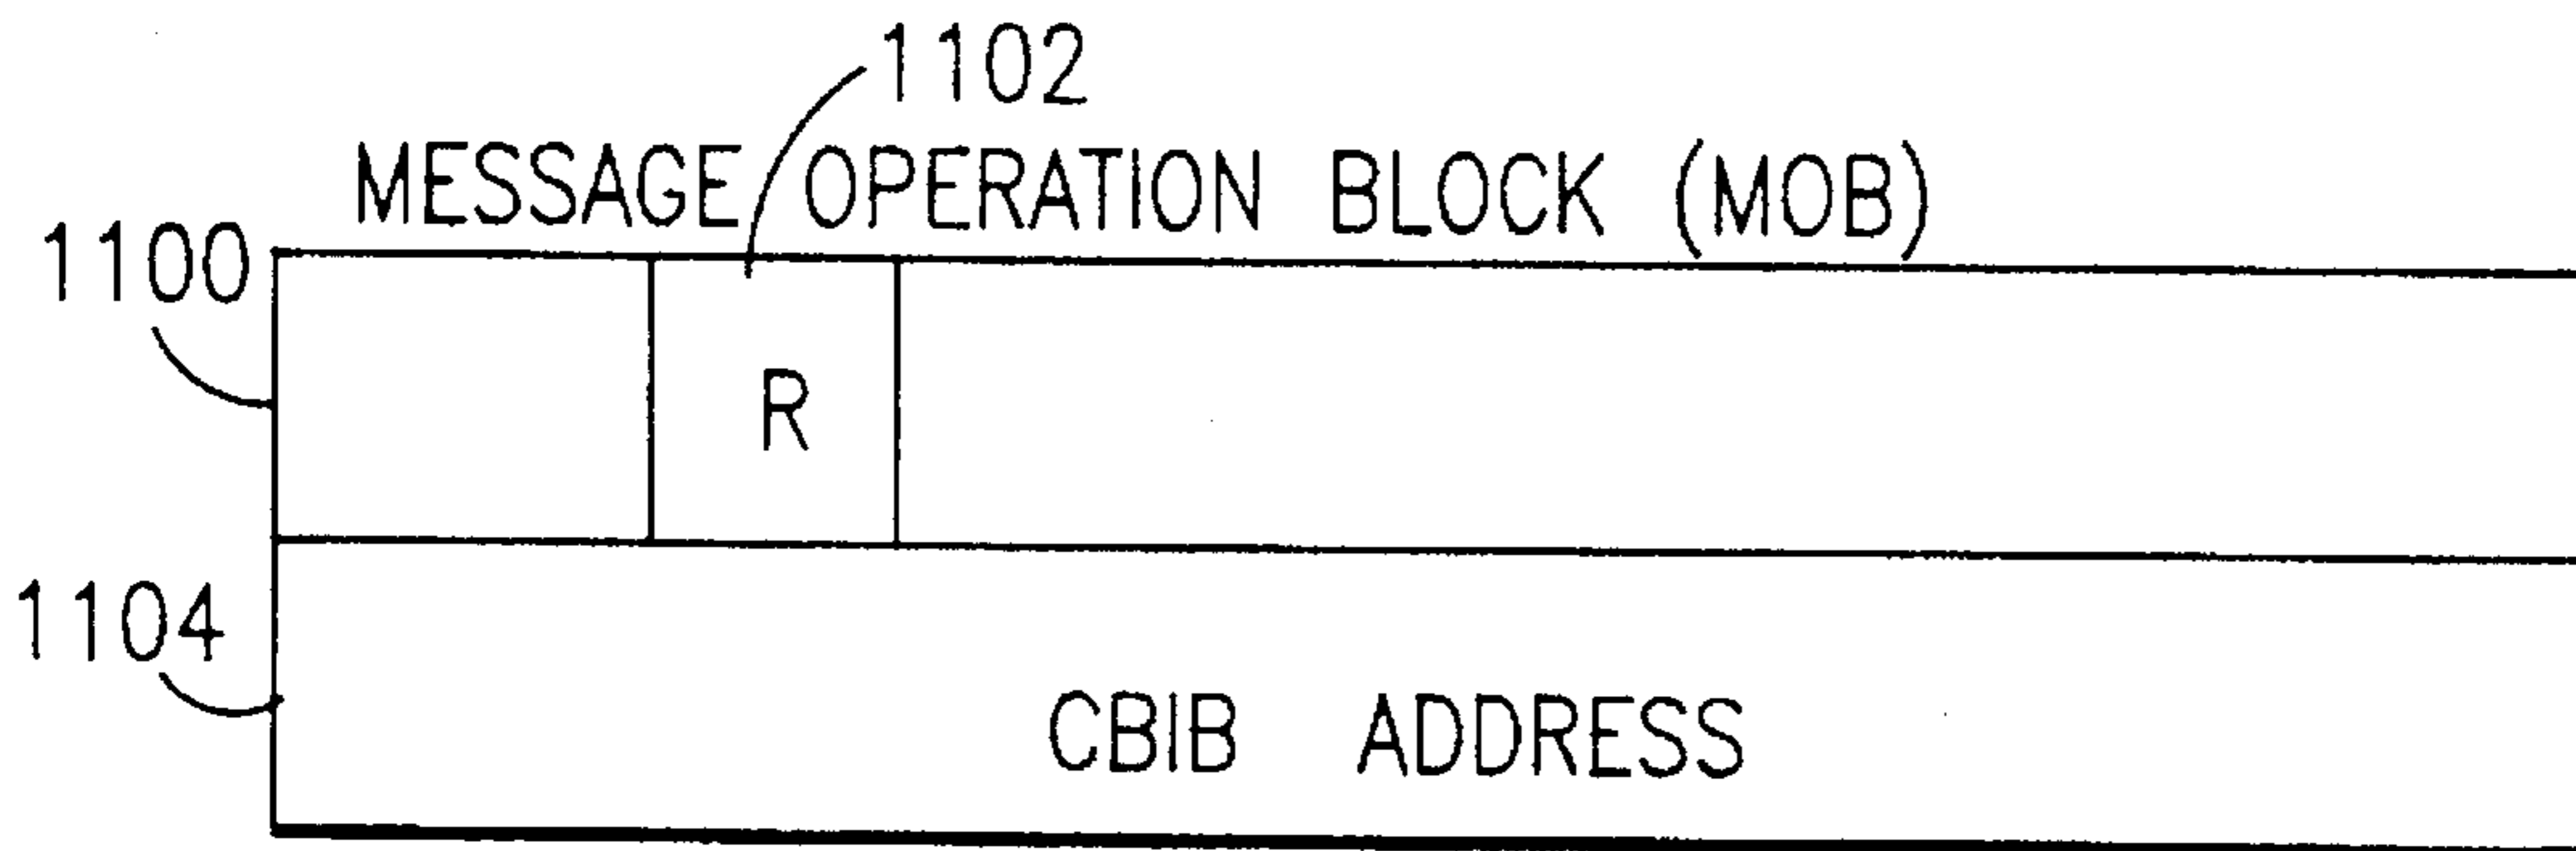 1102
MESSAGE OPERATION BLOCK (MOB)
1100
R
1104
CBIB ADDRESS